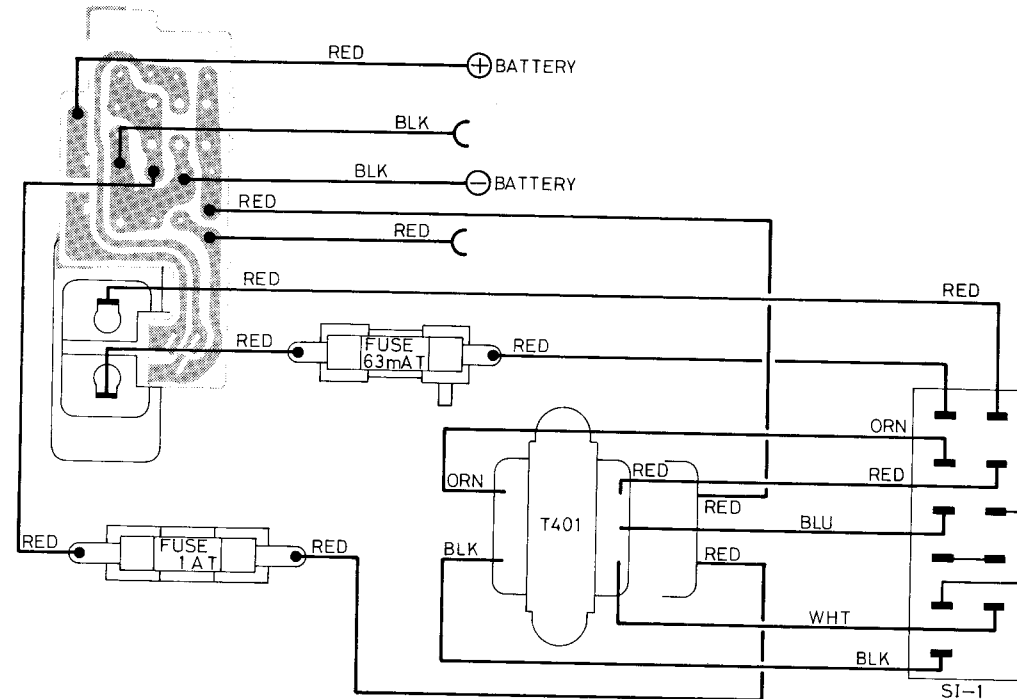 RED
⊕ BATTERY
BLK
BLK
⊖ BATTERY
RED
RED
RED
RED
RED
FUSE
63mAT
RED
ORN
RED
RED
ORN
RED
T401
BLU
RED
FUSE
1AT
RED
BLK
RED
WHT
BLK
SI-1